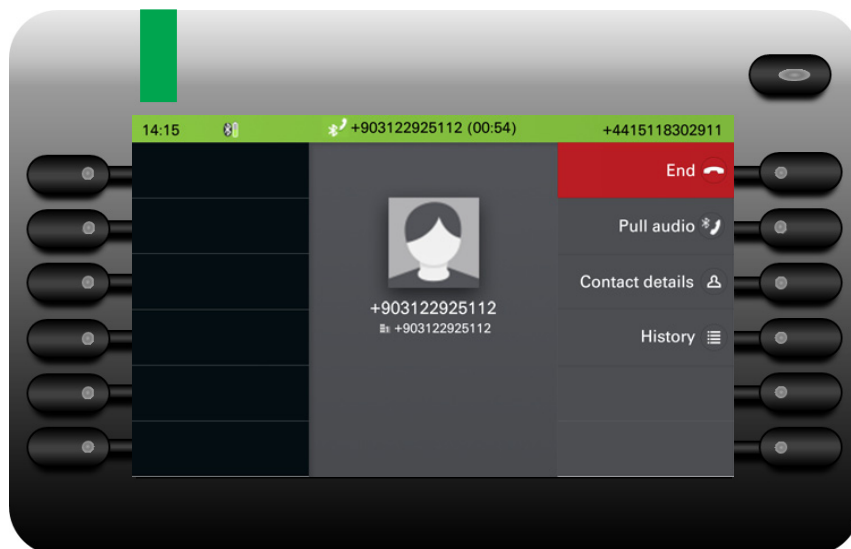 14:15
+903122925112 (00:54)
+4415118302911
End
Pull audio
Contact details
History
+903122925112
+903122925112